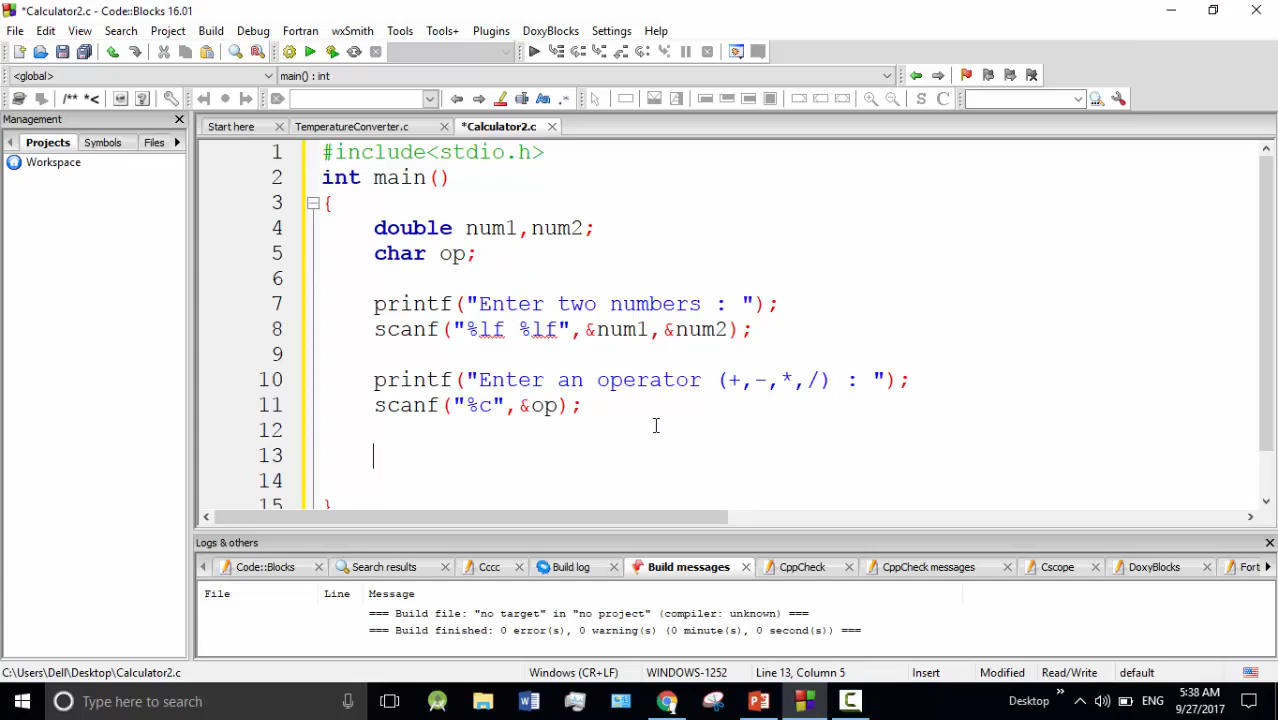 *Calculator2.c - Code::Blocks 16.01
File Edit View Search Project Build Debug Fortran wxSmith Tools Tools+ Plugins DoxyBlocks Settings Help
<global> main() : int
/** *< .* S C
Management
Start here TemperatureConverter.c *Calculator2.c
Projects Symbols Files
Workspace
1 #include<stdio.h>
2 int main()
3 {
4 double num1,num2;
5 char op;
6
7 printf("Enter two numbers : ");
8 scanf("%lf %lf",&num1,&num2);
9
10 printf("Enter an operator (+,-,*,/) : ");
11 scanf("%c",&op);
12
13
14
15 }
Logs & others
Code::Blocks Search results Cccc Build log Build messages CppCheck CppCheck messages Cscope DoxyBlocks Fort
File Line Message
=== Build file: "no target" in "no project" (compiler: unknown) ===
=== Build finished: 0 error(s), 0 warning(s) (0 minute(s), 0 second(s)) ===
C:\Users\Dell\Desktop\Calculator2.c Windows (CR+LF) WINDOWS-1252 Line 13, Column 5 Insert Modified Read/Write default
Type here to search Desktop ENG 5:38 AM
9/27/2017